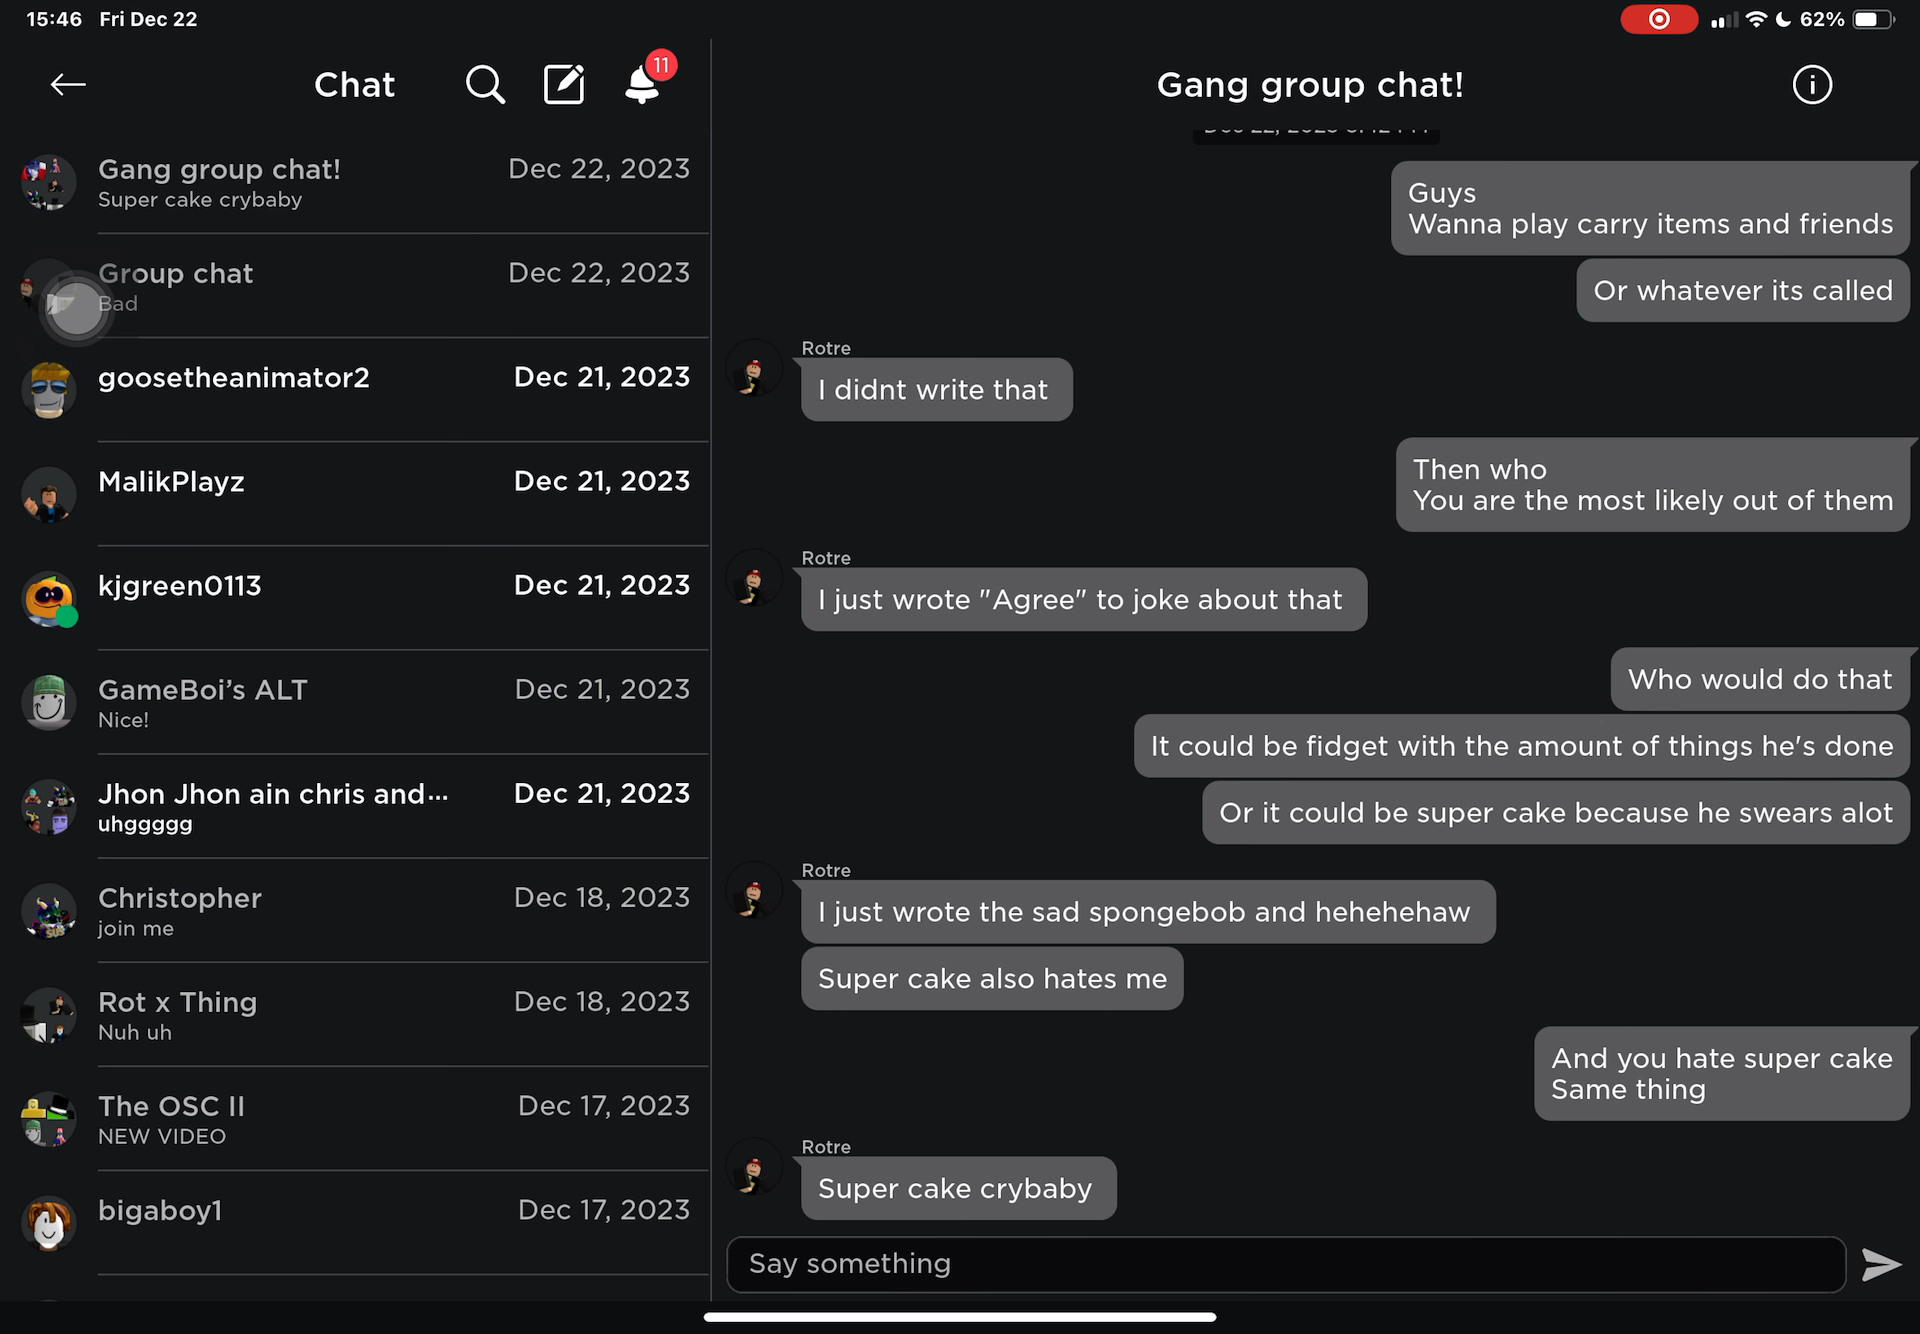 15:46 Fri Dec 22
62%
Chat
11
Gang group chat!
Dec 22, 2023
Super cake crybaby
Group chat
Dec 22, 2023
Bad
goosetheanimator2
Dec 21, 2023
MalikPlayz
Dec 21, 2023
kjgreen0113
Dec 21, 2023
GameBoi’s ALT
Dec 21, 2023
Nice!
Jhon Jhon ain chris and...
Dec 21, 2023
uhggggg
Christopher
Dec 18, 2023
join me
Rot x Thing
Dec 18, 2023
Nuh uh
The OSC II
Dec 17, 2023
NEW VIDEO
bigaboy1
Dec 17, 2023
Gang group chat!
Guys
Wanna play carry items and friends
Or whatever its called
Rotre
I didnt write that
Then who
You are the most likely out of them
Rotre
I just wrote "Agree" to joke about that
Who would do that
It could be fidget with the amount of things he's done
Or it could be super cake because he swears alot
Rotre
I just wrote the sad spongebob and hehehehaw
Super cake also hates me
And you hate super cake
Same thing
Rotre
Super cake crybaby
Say something